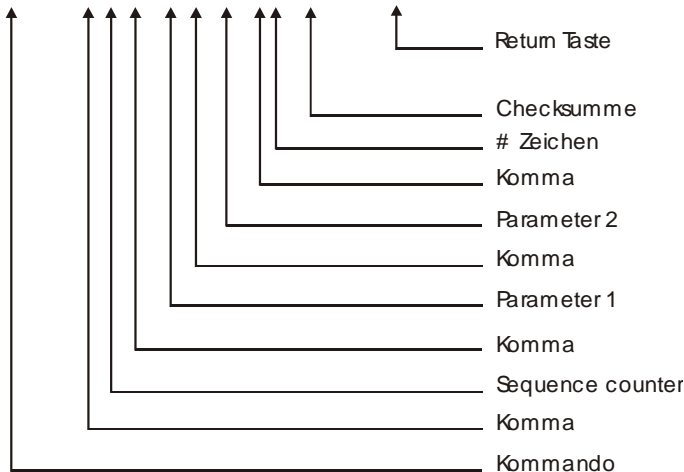 Return Taste
Checksumme
# Zeichen
Komma
Parameter 2
Komma
Parameter 1
Komma
Sequence counter
Komma
Kommando